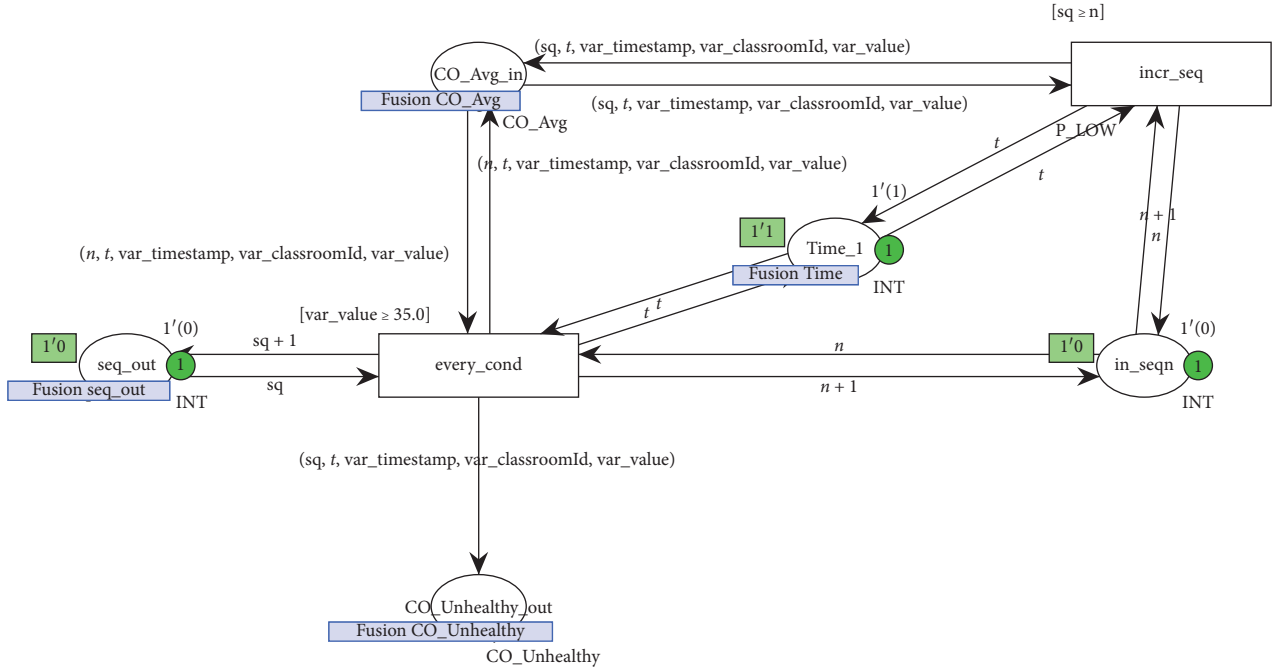 [sq ≥ n]
(sq, t, var_timestamp, var_classroomId, var_value)
CO_Avg_in
incr_seq
Fusion CO_Avg
(sq, t, var_timestamp, var_classroomId, var_value)
CO_Avg
P_LOW
t
(n, t, var_timestamp, var_classroomId, var_value)
t
1′(1)
n + 1
1′1
n
Time_1
1
(n, t, var_timestamp, var_classroomId, var_value)
Fusion Time
INT
t
t
[var_value ≥ 35.0]
1′(0)
1′(0)
1′0
sq + 1
n
1′0
seq_out
1
every_cond
in_seqn
1
Fusion seq_out
sq
n + 1
INT
INT
(sq, t, var_timestamp, var_classroomId, var_value)
CO_Unhealthy_out
Fusion CO_Unhealthy
CO_Unhealthy